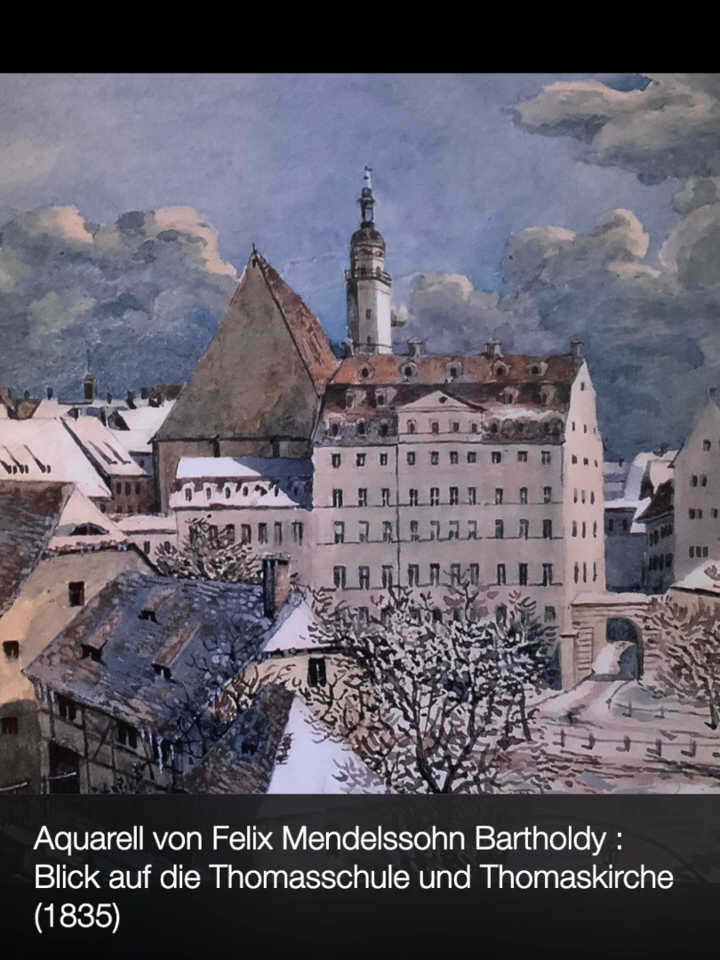 Aquarell von Felix Mendelssohn Bartholdy :
Blick auf die Thomasschule und Thomaskirche
(1835)